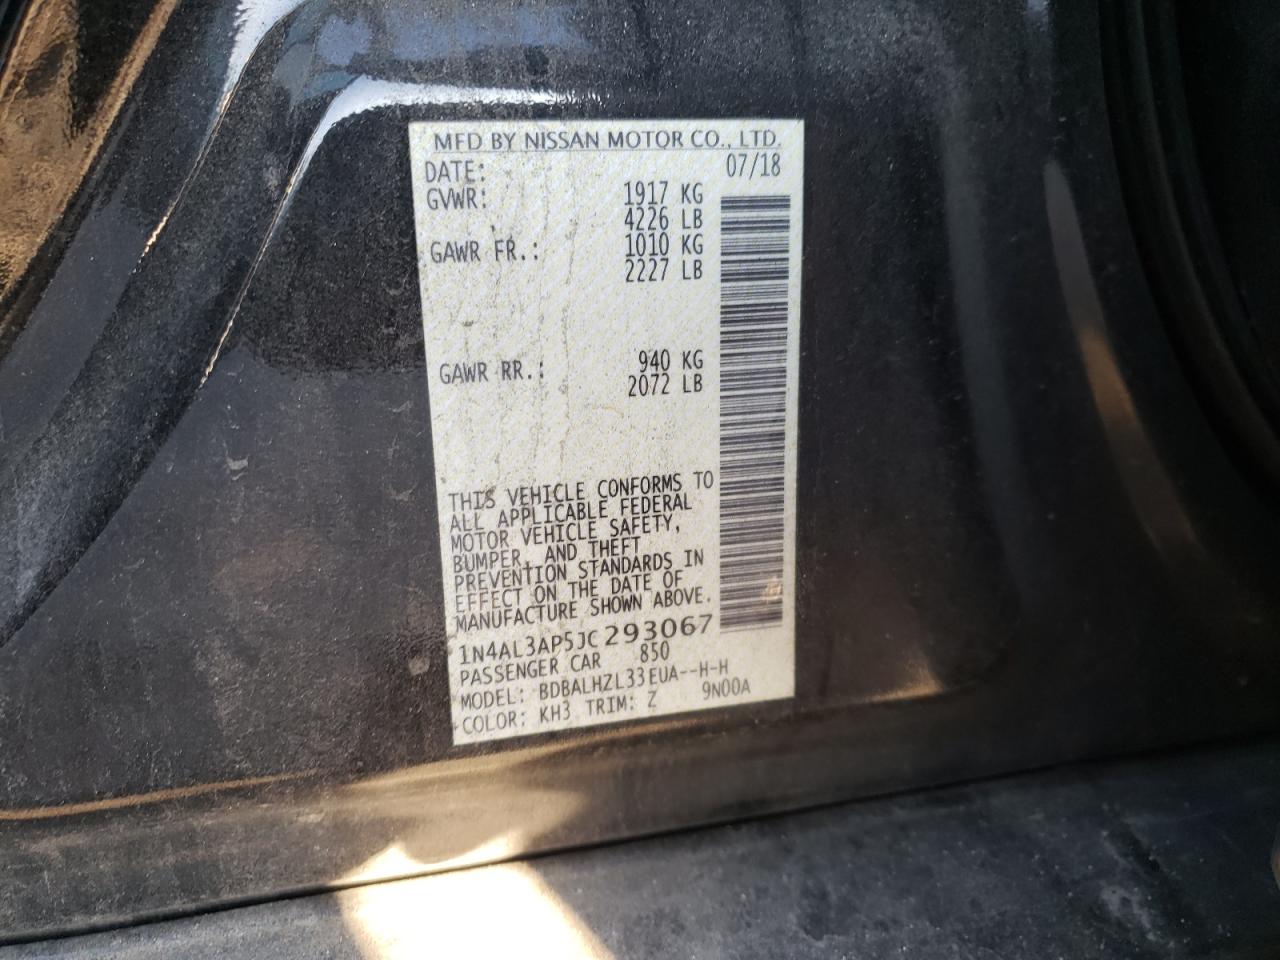 MFD BY NISSAN MOTOR CO., LTD.
DATE: 07/18
GVWR: 1917 KG
4226 LB
GAWR FR.: 1010 KG
2227 LB
GAWR RR.: 940 KG
2072 LB
THIS VEHICLE CONFORMS TO
ALL APPLICABLE FEDERAL
MOTOR VEHICLE SAFETY,
BUMPER, AND THEFT
PREVENTION STANDARDS IN
EFFECT ON THE DATE OF
MANUFACTURE SHOWN ABOVE.
1N4AL3AP5JC293067
PASSENGER CAR 850
MODEL: BDBALHZL33EUA--H-H
COLOR: KH3 TRIM: Z 9N00A